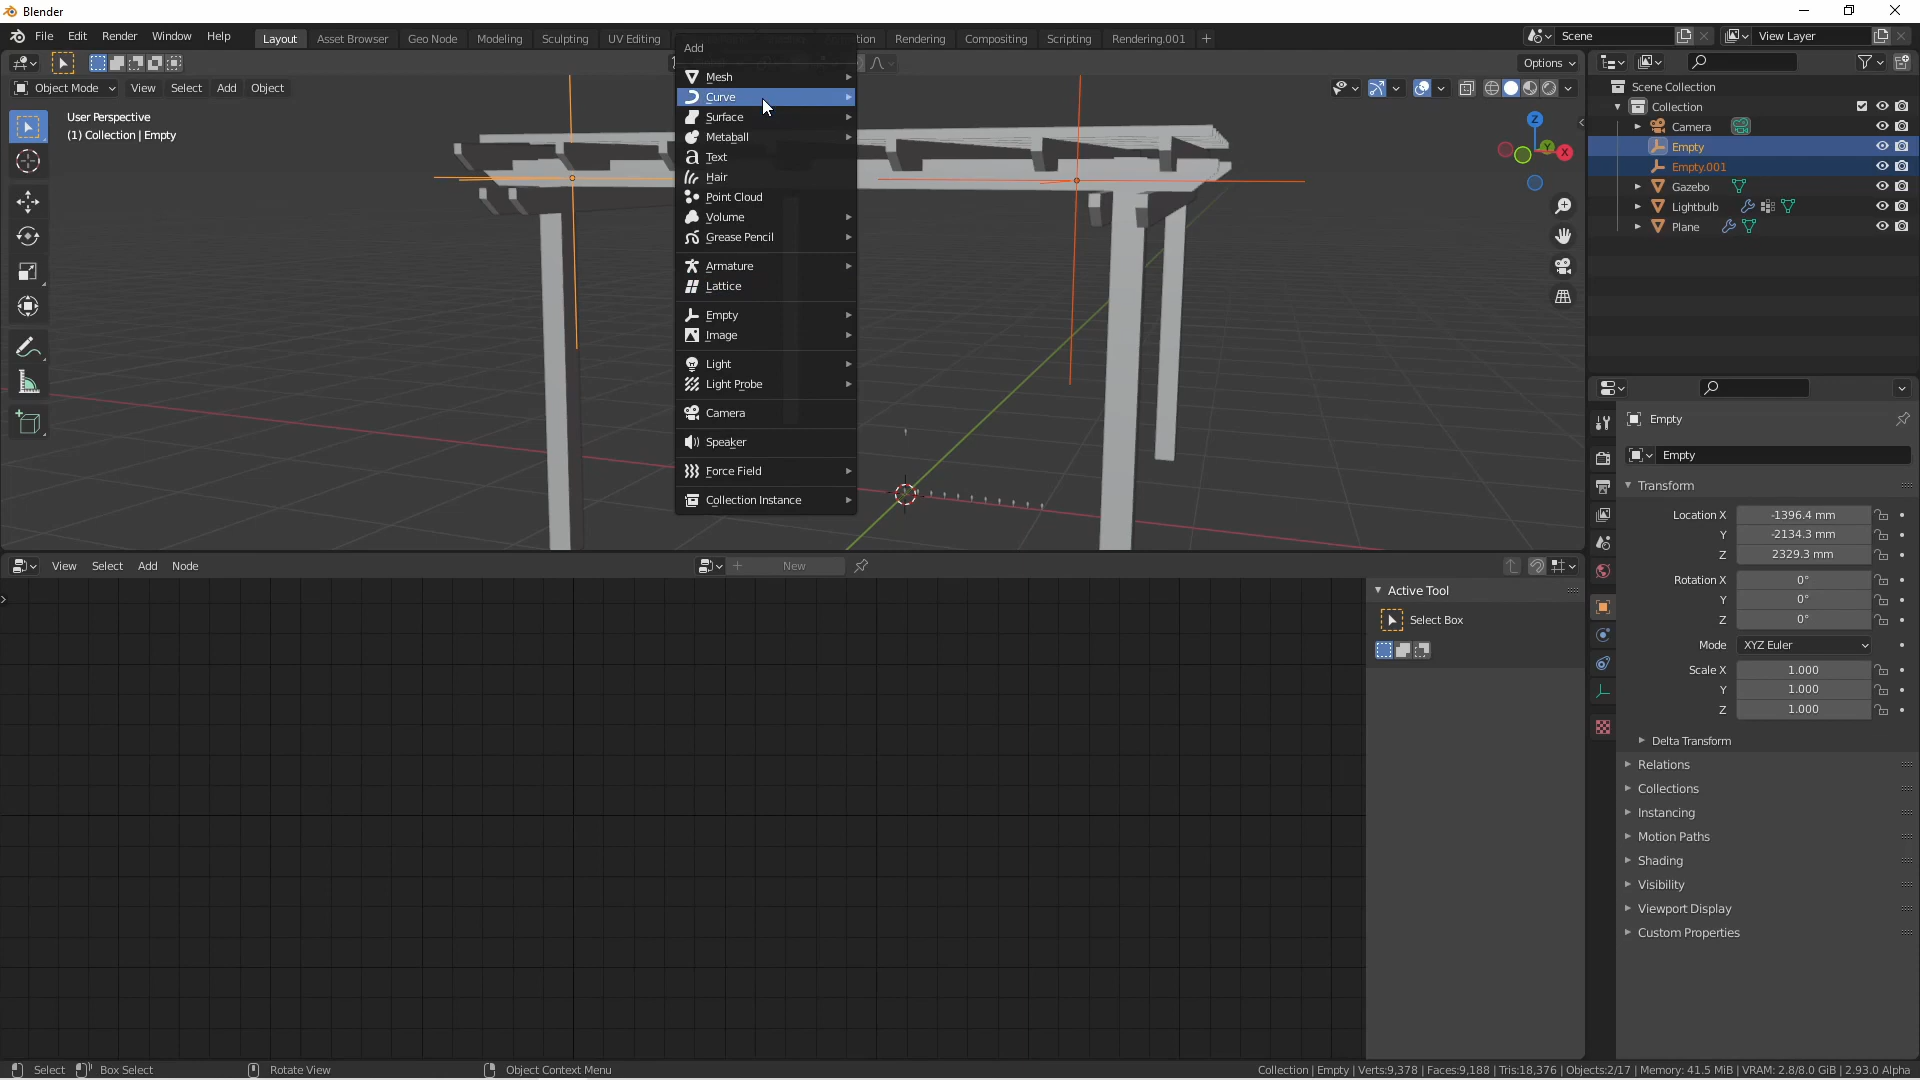 Blender
File Edit Render Window Help Layout Asset Browser Geo Node Modeling Sculpting UV Editing Rendering Compositing Scripting Rendering.001 Scene View Layer
Options
Object Mode View Select Add Object
User Perspective
(1) Collection | Empty
Add
Mesh
Curve
Surface
Metaball
Text
Hair
Point Cloud
Volume
Grease Pencil
Armature
Lattice
Empty
Image
Light
Light Probe
Camera
Speaker
Force Field
Collection Instance
Z
Y
X
Scene Collection
Collection
Camera
Empty
Empty.001
Gazebo
Lightbulb
Plane
Empty
Empty
Transform
Location X -1396.4 mm
Y -2134.3 mm
Z 2329.3 mm
Rotation X 0°
Y 0°
Z 0°
Mode XYZ Euler
Scale X 1.000
Y 1.000
Z 1.000
Delta Transform
Relations
Collections
Instancing
Motion Paths
Shading
Visibility
Viewport Display
Custom Properties
View Select Add Node New
Active Tool
Select Box
Select Box Select Rotate View Object Context Menu
Collection | Empty | Verts:9,378 | Faces:9,188 | Tris:18,376 | Objects:2/17 | Memory: 41.5 MiB | VRAM: 2.8/8.0 GiB | 2.93.0 Alpha